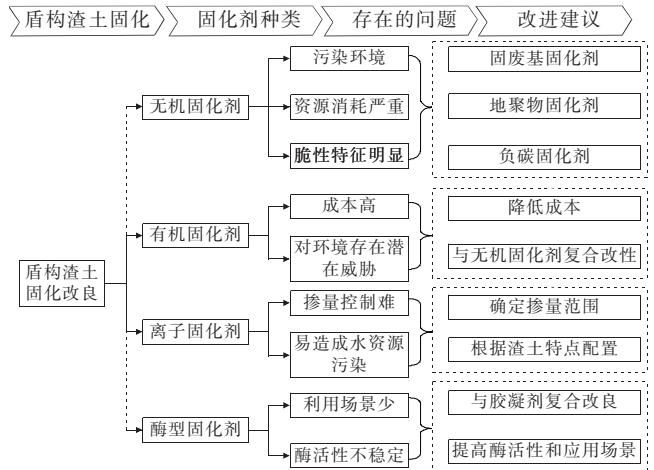 盾构渣土固化
固化剂种类
存在的问题
改进建议
盾构渣土
固化改良
无机固化剂
污染环境
资源消耗严重
脆性特征明显
固废基固化剂
地聚物固化剂
负碳固化剂
有机固化剂
成本高
对环境存在潜
在威胁
降低成本
与无机固化剂复合改性
离子固化剂
掺量控制难
易造成水资源
污染
确定掺量范围
根据渣土特点配置
酶型固化剂
利用场景少
酶活性不稳定
与胶凝剂复合改良
提高酶活性和应用场景